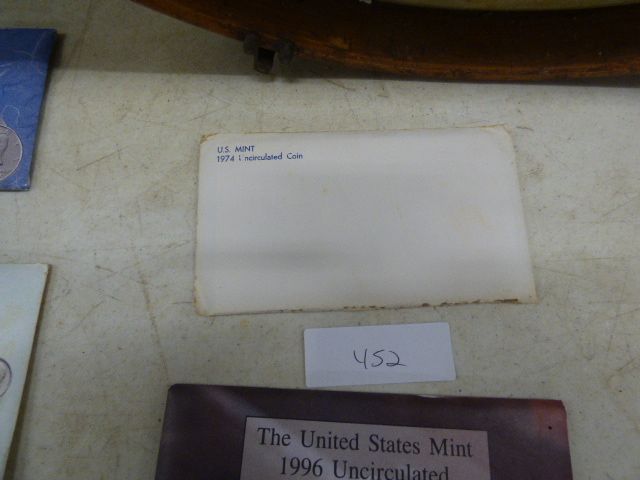 U.S. MINT
1974 Uncirculated Coin
452
The United States Mint
1996 Uncirculated